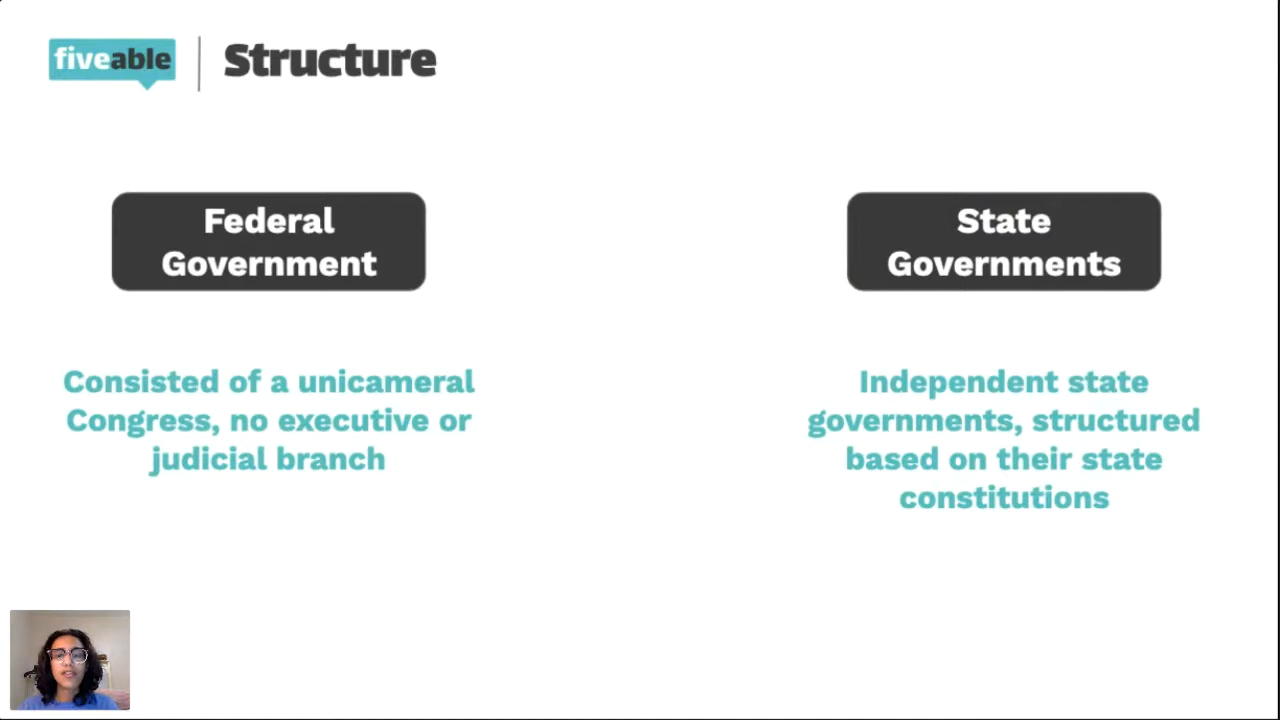 fiveable
Structure
Federal
Government
State
Governments
Consisted of a unicameral
Congress, no executive or
judicial branch
Independent state
governments, structured
based on their state
constitutions